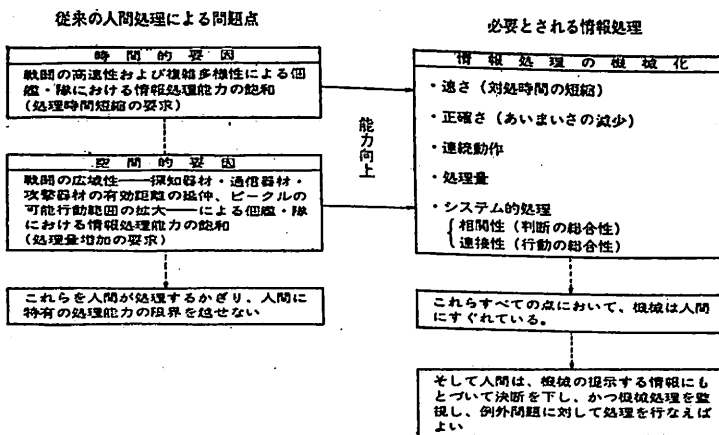 従来の人間処理による問題点
時間的要因
戦闘の高速性および複雑多様性による個
艦・隊における情報処理能力の飽和
(処理時間短縮の要求)
空間的要因
戦闘の広域性――探知器材・通信器材・
攻撃器材の有効距離の延伸、ビークルの
可能行動範囲の拡大――による個艦・隊
における情報処理能力の飽和
(処理量増加の要求)
これらを人間が処理するかぎり、人間に
特有の処理能力の限界を越せない
能力向上
必要とされる情報処理
情報処理の機械化
・速さ(対処時間の短縮)
・正確さ(あいまいさの減少)
・連続動作
・処理量
・システム的処理
相関性(判断の総合性)
連接性(行動の総合性)
これらすべての点において、機械は人間
にすぐれている。
そして人間は、機械の提示する情報にも
とづいて決断を下し、かつ機械処理を監
視し、例外問題に対して処理を行なえば
よい